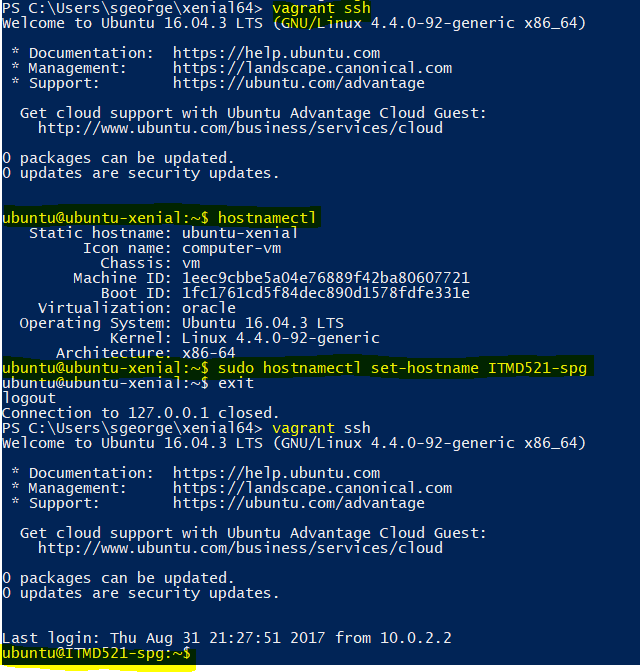 PS C:\Users\sgeorge\xenial64> vagrant ssh
Welcome to Ubuntu 16.04.3 LTS (GNU/Linux 4.4.0-92-generic x86_64)
* Documentation: https://help.ubuntu.com
* Management: https://landscape.canonical.com
* Support: https://ubuntu.com/advantage
Get cloud support with Ubuntu Advantage Cloud Guest:
http://www.ubuntu.com/business/services/cloud
0 packages can be updated.
0 updates are security updates.
ubuntu@ubuntu-xenial:~$ hostnamectl
Static hostname: ubuntu-xenial
Icon name: computer-vm
Chassis: vm
Machine ID: 1eec9cbbe5a04e76889f42ba80607721
Boot ID: 1fc1761cd5f84dec890d1578fdfe331e
Virtualization: oracle
Operating System: Ubuntu 16.04.3 LTS
Kernel: Linux 4.4.0-92-generic
Architecture: x86-64
ubuntu@ubuntu-xenial:~$ sudo hostnamectl set-hostname ITMD521-spg
ubuntu@ubuntu-xenial:~$ exit
logout
Connection to 127.0.0.1 closed.
PS C:\Users\sgeorge\xenial64> vagrant ssh
Welcome to Ubuntu 16.04.3 LTS (GNU/Linux 4.4.0-92-generic x86_64)
* Documentation: https://help.ubuntu.com
* Management: https://landscape.canonical.com
* Support: https://ubuntu.com/advantage
Get cloud support with Ubuntu Advantage Cloud Guest:
http://www.ubuntu.com/business/services/cloud
0 packages can be updated.
0 updates are security updates.
Last login: Thu Aug 31 21:27:51 2017 from 10.0.2.2
ubuntu@ITMD521-spg:~$